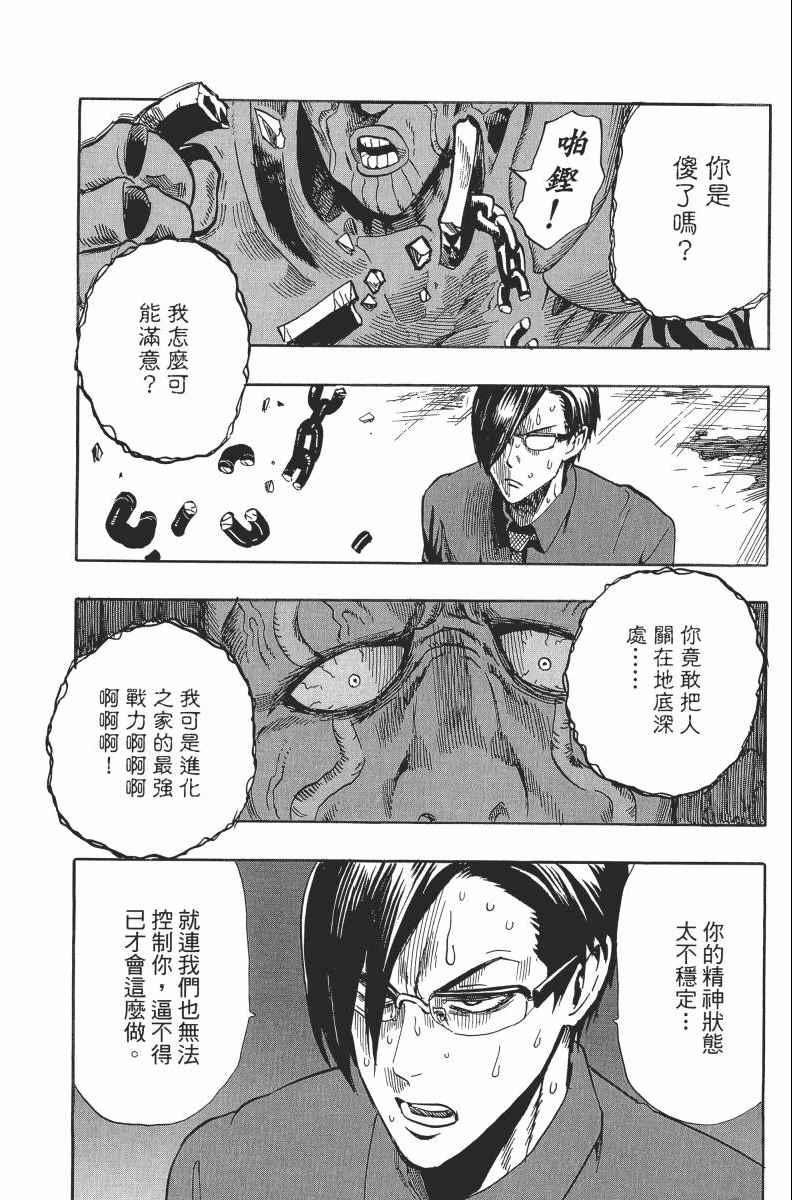 你是
傻了嗎？
啪鏗！
我怎麼可
能滿意？
你竟敢把人
關在地底深
處……
我可是進化
之家的最強
戰力啊啊啊
啊啊啊！
你的精神狀態
太不穩定…
就連我們也無法
控制你，逼不得
已才會這麼做。